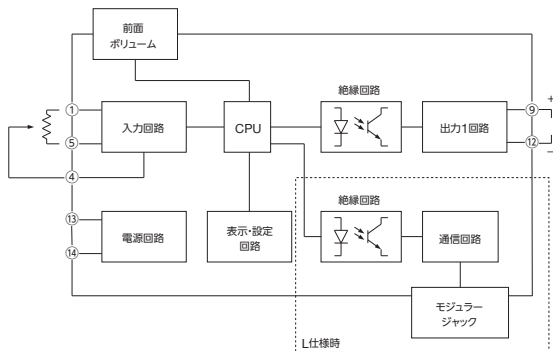 前面
ボリューム
絶縁回路
①
入力回路
CPU
出力1回路
⑨
+
⑤
⑫
−
④
絶縁回路
⑬
電源回路
表示・設定
回路
通信回路
⑭
モジュラー
ジャック
L仕様時